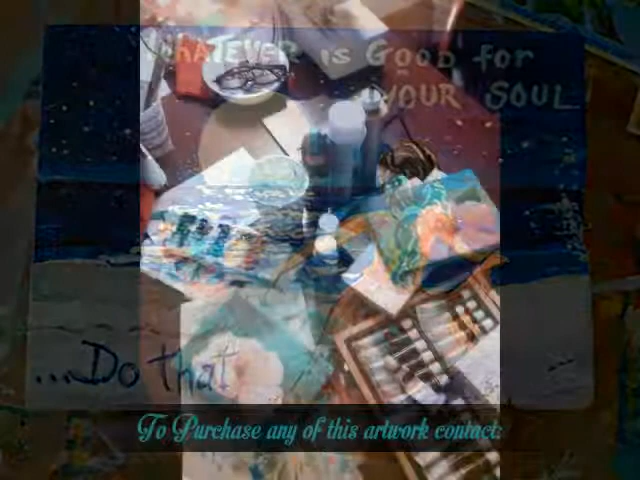 WHATEVER is GOOD for
YOUR SOUL
...Do that
To Purchase any of this artwork contact: